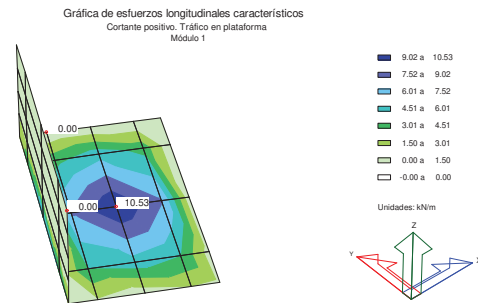 Gráfica de esfuerzos longitudinales característicos
Cortante positivo. Tráfico en plataforma
Módulo 1
9.02 a 10.53
7.52 a 9.02
6.01 a 7.52
4.51 a 6.01
3.01 a 4.51
1.50 a 3.01
0.00 a 1.50
-0.00 a 0.00
Unidades: kN/m
0.00
0.00
10.53
Z
Y
X